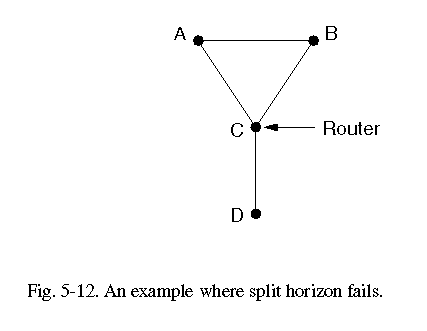 A
B
C
Router
D
Fig. 5-12. An example where split horizon fails.